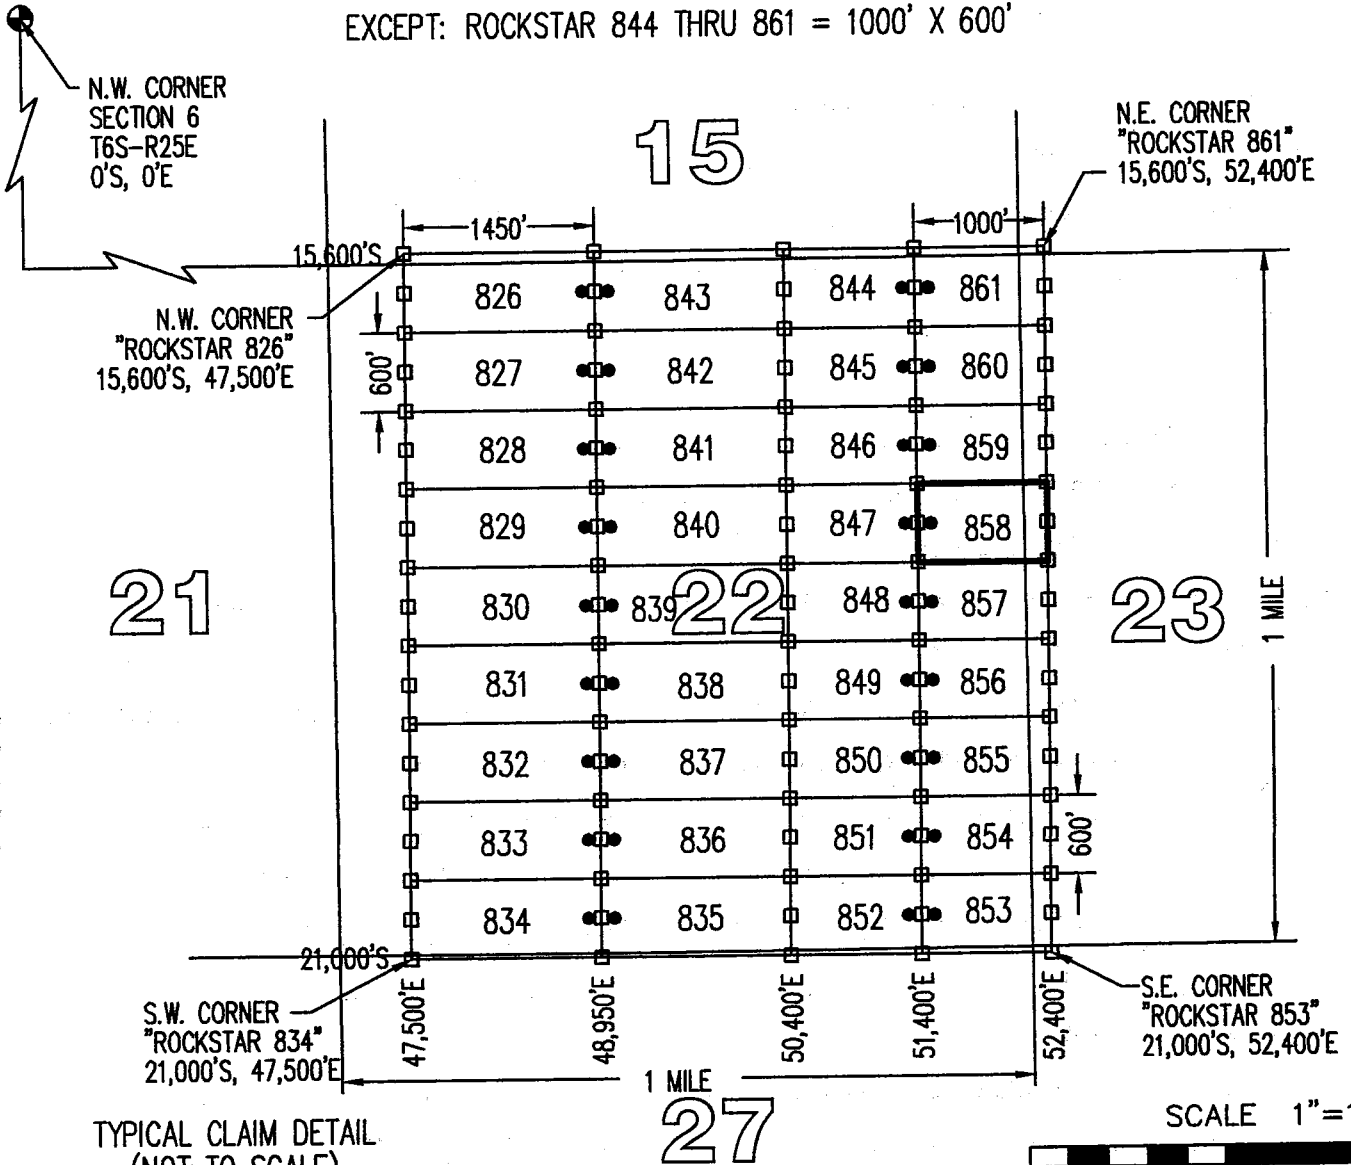 EXCEPT: ROCKSTAR 844 THRU 861 = 1000' X 600'
N.W. CORNER
SECTION 6
T6S-R25E
0'S, 0'E
15
N.E. CORNER
"ROCKSTAR 861"
15,600'S, 52,400'E
1450'
1000'
15,600'S
N.W. CORNER
"ROCKSTAR 826"
15,600'S, 47,500'E
600'
826 843 844 861
827 842 845 860
828 841 846 859
829 840 847 858
830 839 848 857
831 838 849 856
832 837 850 855
833 836 851 854
834 835 852 853
21
22
23
1 MILE
600'
21,000'S
S.W. CORNER
"ROCKSTAR 834"
21,000'S, 47,500'E
47,500'E
48,950'E
50,400'E
51,400'E
52,400'E
S.E. CORNER
"ROCKSTAR 853"
21,000'S, 52,400'E
1 MILE
27
TYPICAL CLAIM DETAIL
(NOT TO SCALE)
SCALE 1"=1